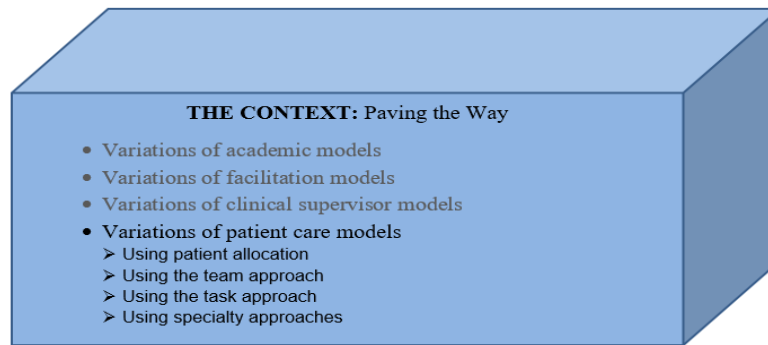 THE CONTEXT: Paving the Way
• Variations of academic models
• Variations of facilitation models
• Variations of clinical supervisor models
• Variations of patient care models
➢ Using patient allocation
➢ Using the team approach
➢ Using the task approach
➢ Using specialty approaches